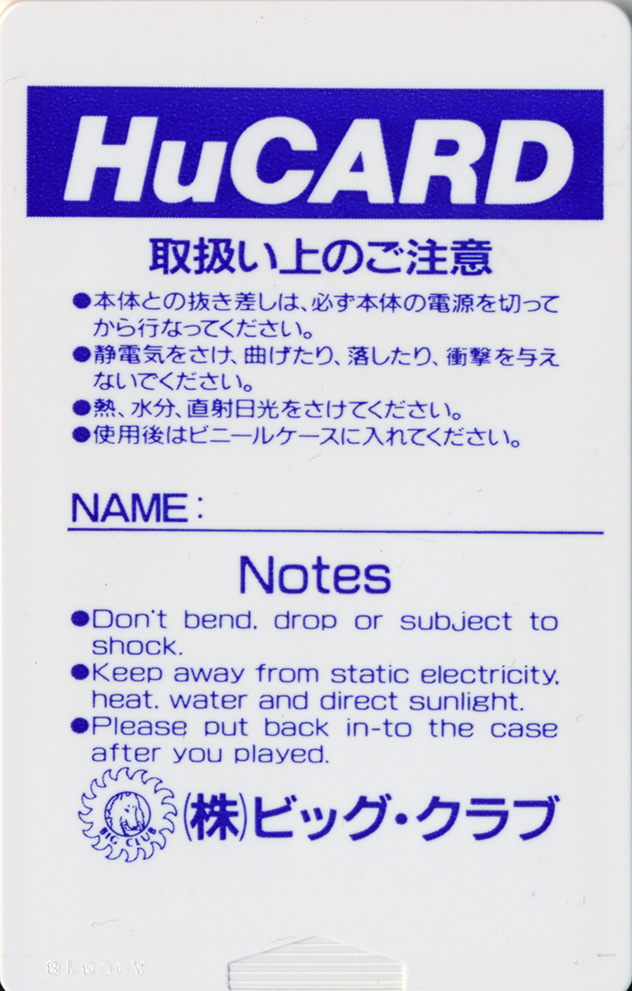 HuCARD
取扱い上のご注意
●本体との抜き差しは、必ず本体の電源を切って
から行なってください。
●静電気をさけ、曲げたり、落したり、衝撃を与え
ないでください。
●熱、水分、直射日光をさけてください。
●使用後はビニールケースに入れてください。
NAME:
Notes
●Don't bend, drop or subject to
shock.
●Keep away from static electricity,
heat, water and direct sunlight.
●Please put back in-to the case
after you played.
BIG CLUB
(株)ビッグ・クラブ